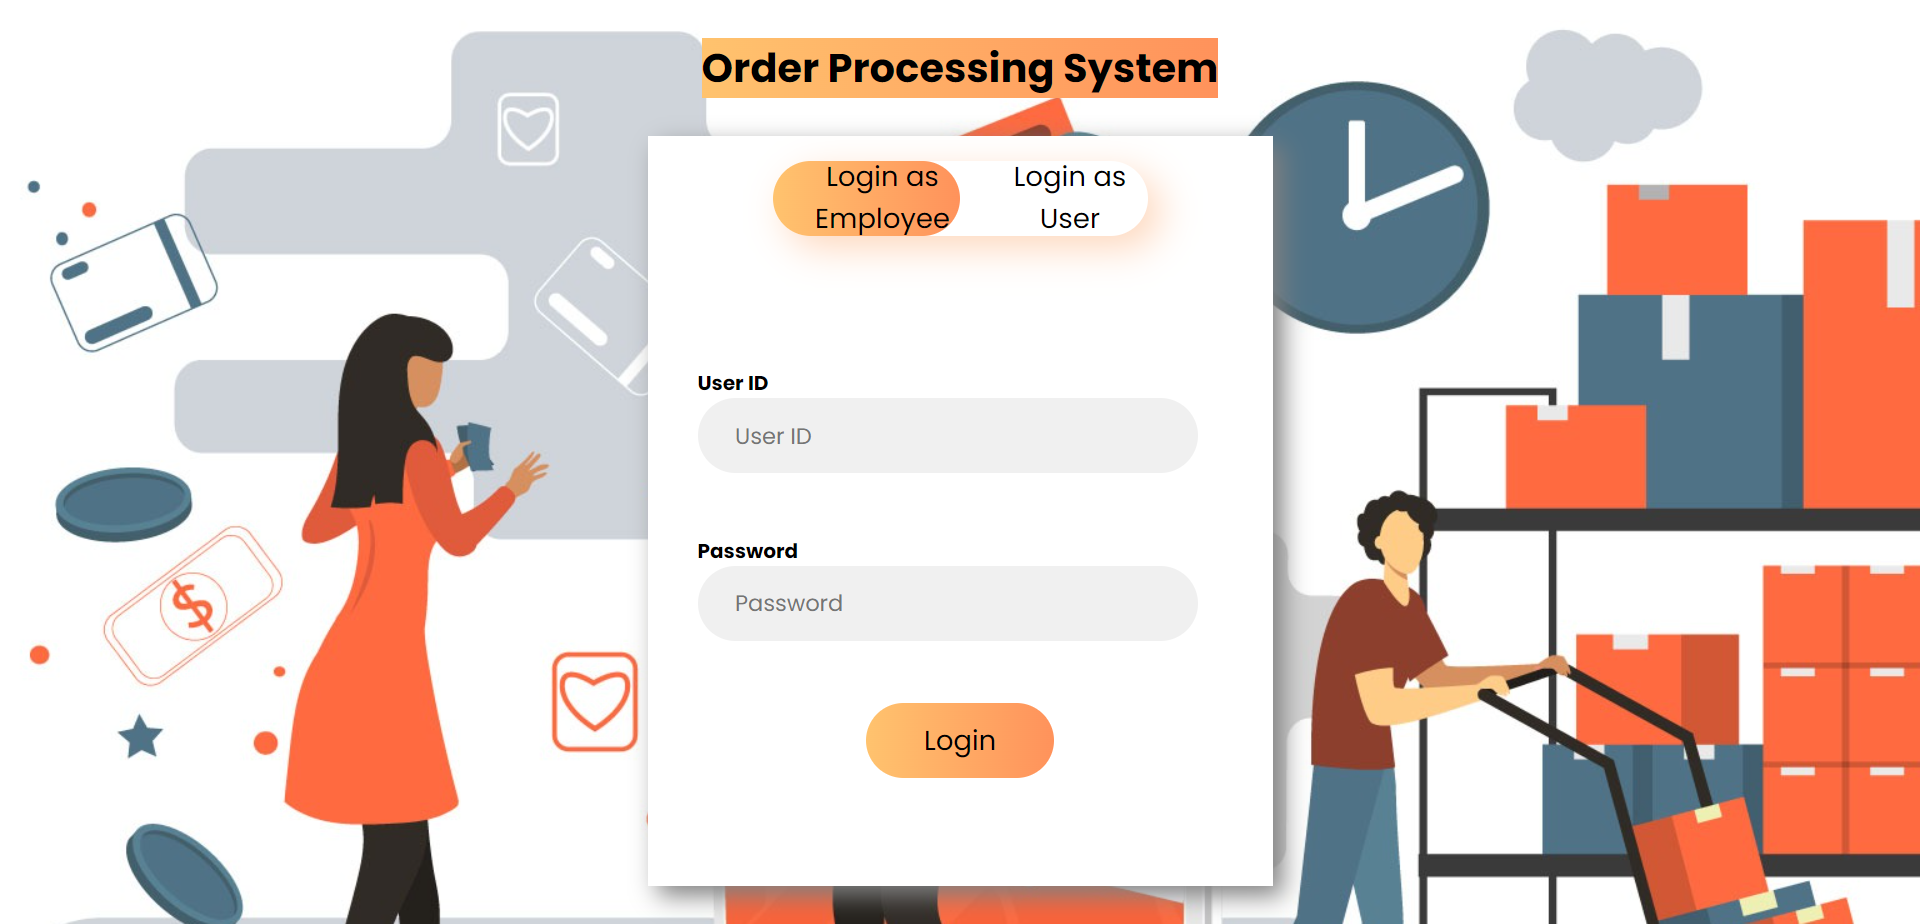 Order Processing System
Login as
Employee
Login as
User
User ID
User ID
Password
Password
Login